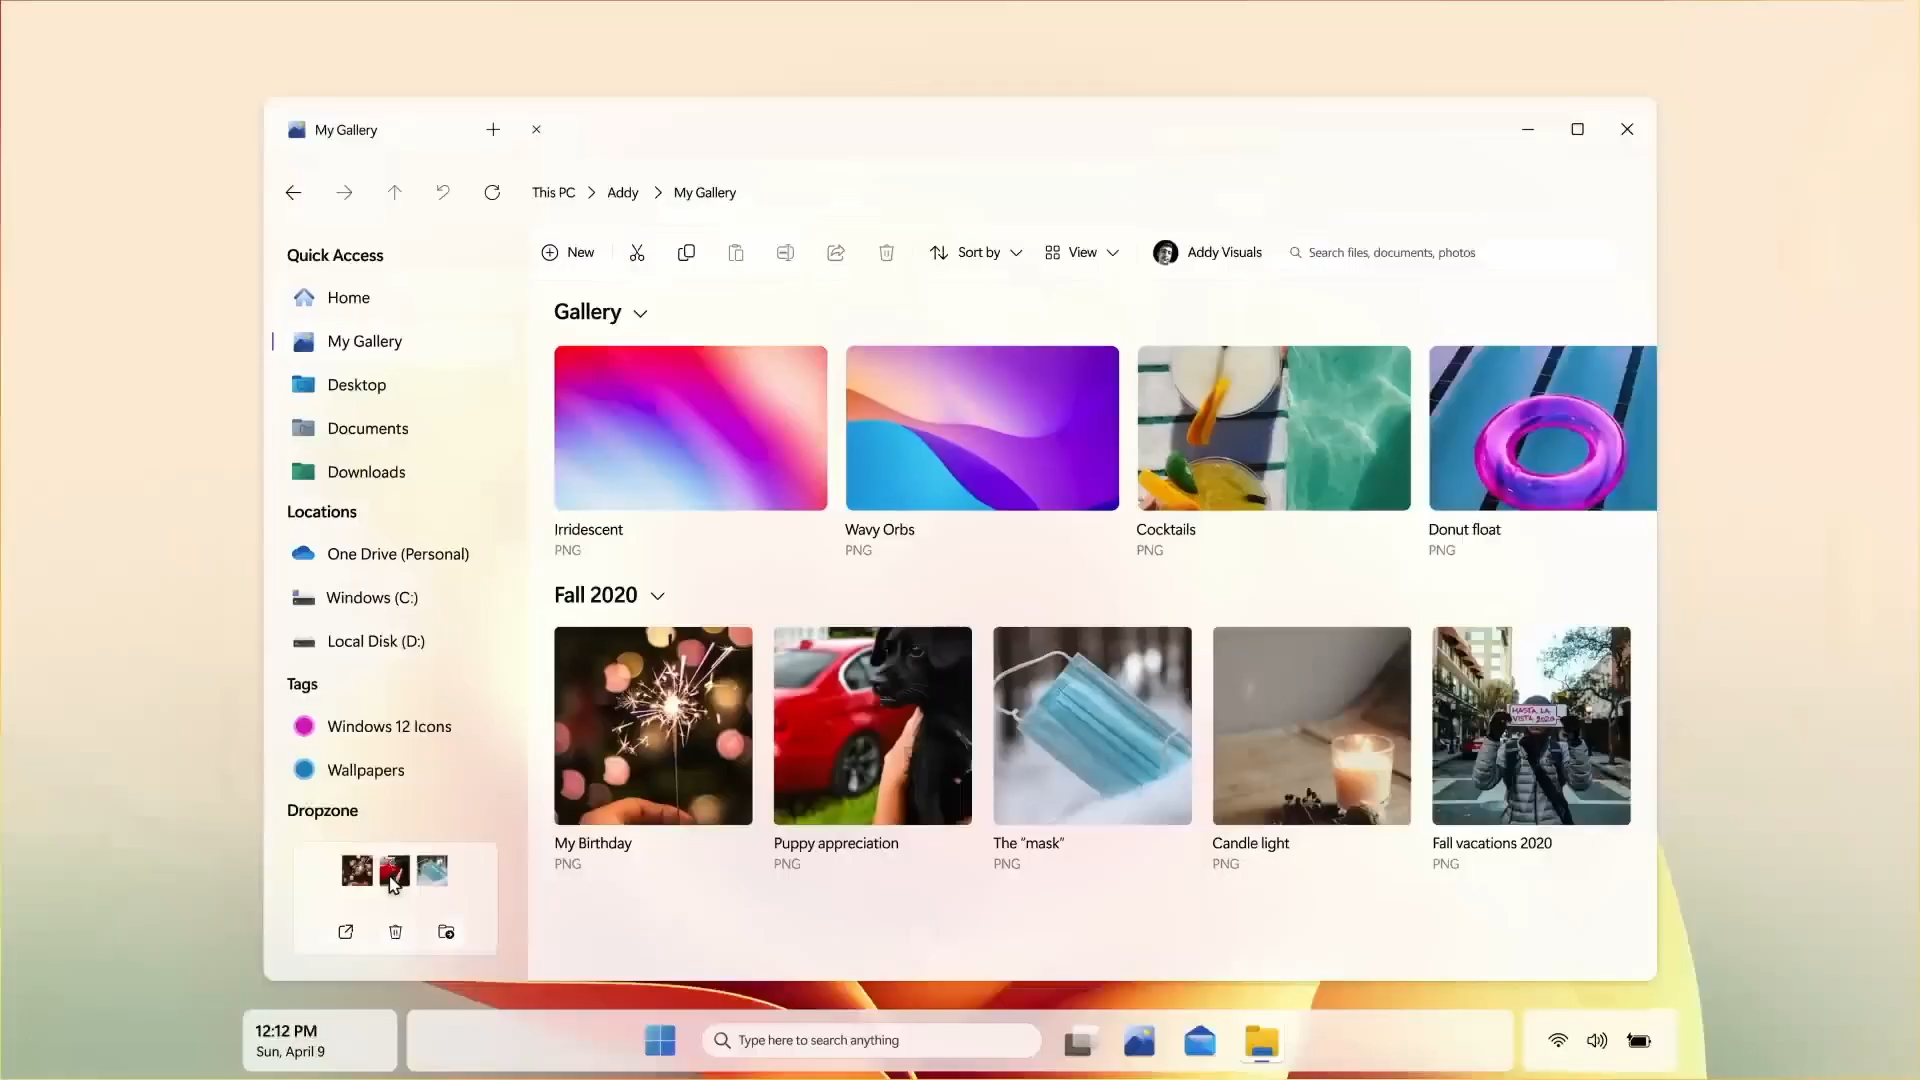 My Gallery
This PC > Addy > My Gallery
Quick Access
Home
My Gallery
Desktop
Documents
Downloads
Locations
One Drive (Personal)
Windows (C:)
Local Disk (D:)
Tags
Windows 12 Icons
Wallpapers
Dropzone
New
Sort by
View
Addy Visuals
Search files, documents, photos
Gallery
Irridescent
PNG
Wavy Orbs
PNG
Cocktails
PNG
Donut float
PNG
Fall 2020
HASTA LA
VISTA 2020
My Birthday
PNG
Puppy appreciation
PNG
The “mask”
PNG
Candle light
PNG
Fall vacations 2020
PNG
12:12 PM
Sun, April 9
Type here to search anything